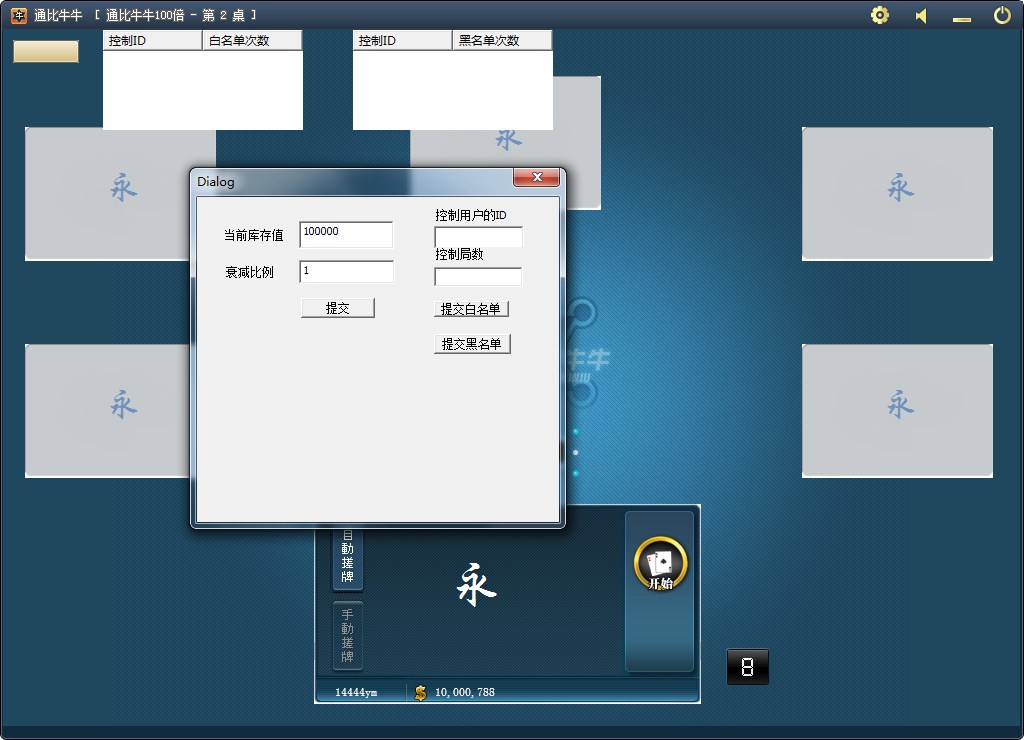 通比牛牛 [ 通比牛牛100倍 - 第 2 桌 ]
控制ID 白名单次数
控制ID 黑名单次数
永
永
永
Dialog
控制用户的ID
当前库存值 100000
控制局数
衰减比例 1
提交 提交白名单
提交黑名单
牛牛
永
永
自動搓牌
永
开始
手動搓牌
8
14444ym 10,000,788